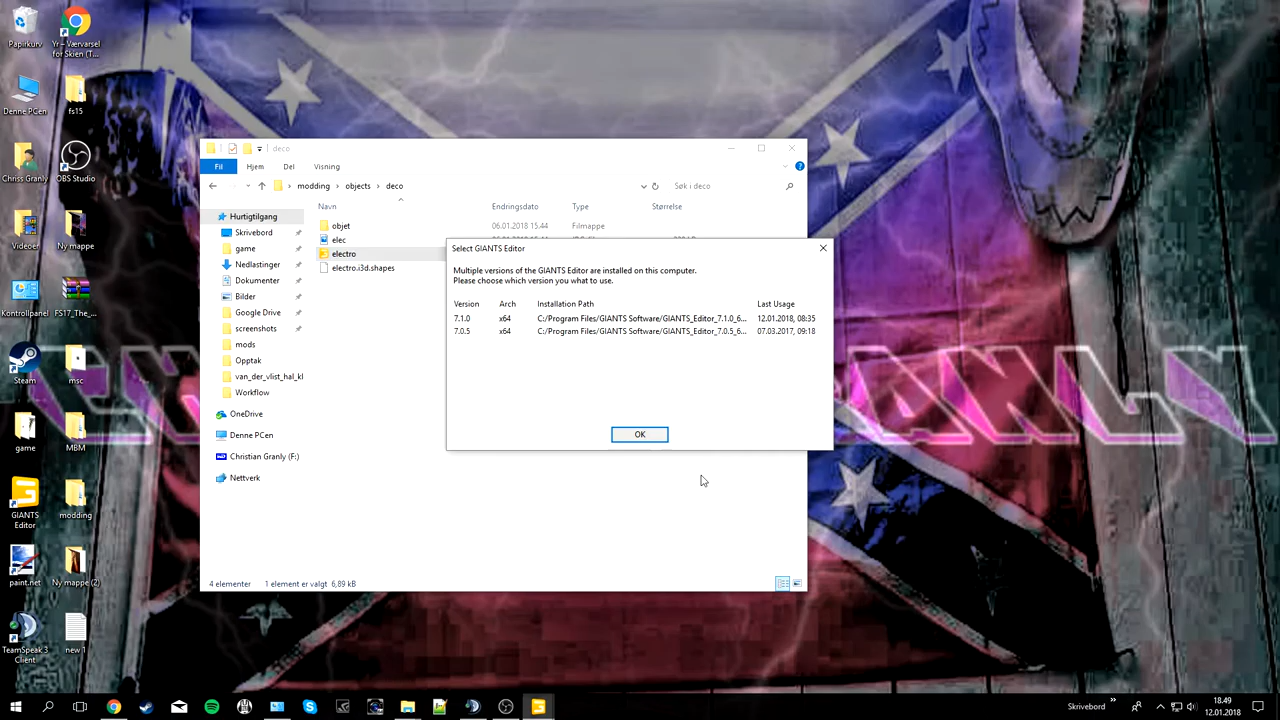 Papirkurv
Yr – Værvarsel
for Skien (T...
Denne PCen
fs15
Chriss Granly
OBS Studio
Videoer
Ny mappe
Kontrollpanel
FS17_The_...
Steam
msc
game
MBM
GIANTS
Editor
modding
paint.net
Ny mappe (2)
TeamSpeak 3
Client
new 1
deco
Fil
Hjem
Del
Visning
modding
objects
deco
Søk i deco
Navn
Endringsdato
Type
Størrelse
Hurtigtilgang
Skrivebord
game
Nedlastinger
Dokumenter
Bilder
Google Drive
screenshots
mods
Opptak
van_der_vlist_hal_kl
Workflow
OneDrive
Denne PCen
Christian Granly (F:)
Nettverk
objet
06.01.2018 15.44
Filmappe
elec
electro
electro.i3d.shapes
4 elementer
1 element er valgt 6,89 kB
Select GIANTS Editor
Multiple versions of the GIANTS Editor are installed on this computer.
Please choose which version you what to use.
Version Arch Installation Path Last Usage
7.1.0 x64 C:/Program Files/GIANTS Software/GIANTS_Editor_7.1.0_6... 12.01.2018, 08:35
7.0.5 x64 C:/Program Files/GIANTS Software/GIANTS_Editor_7.0.5_6... 07.03.2017, 09:18
OK
Skrivebord
18.49
12.01.2018